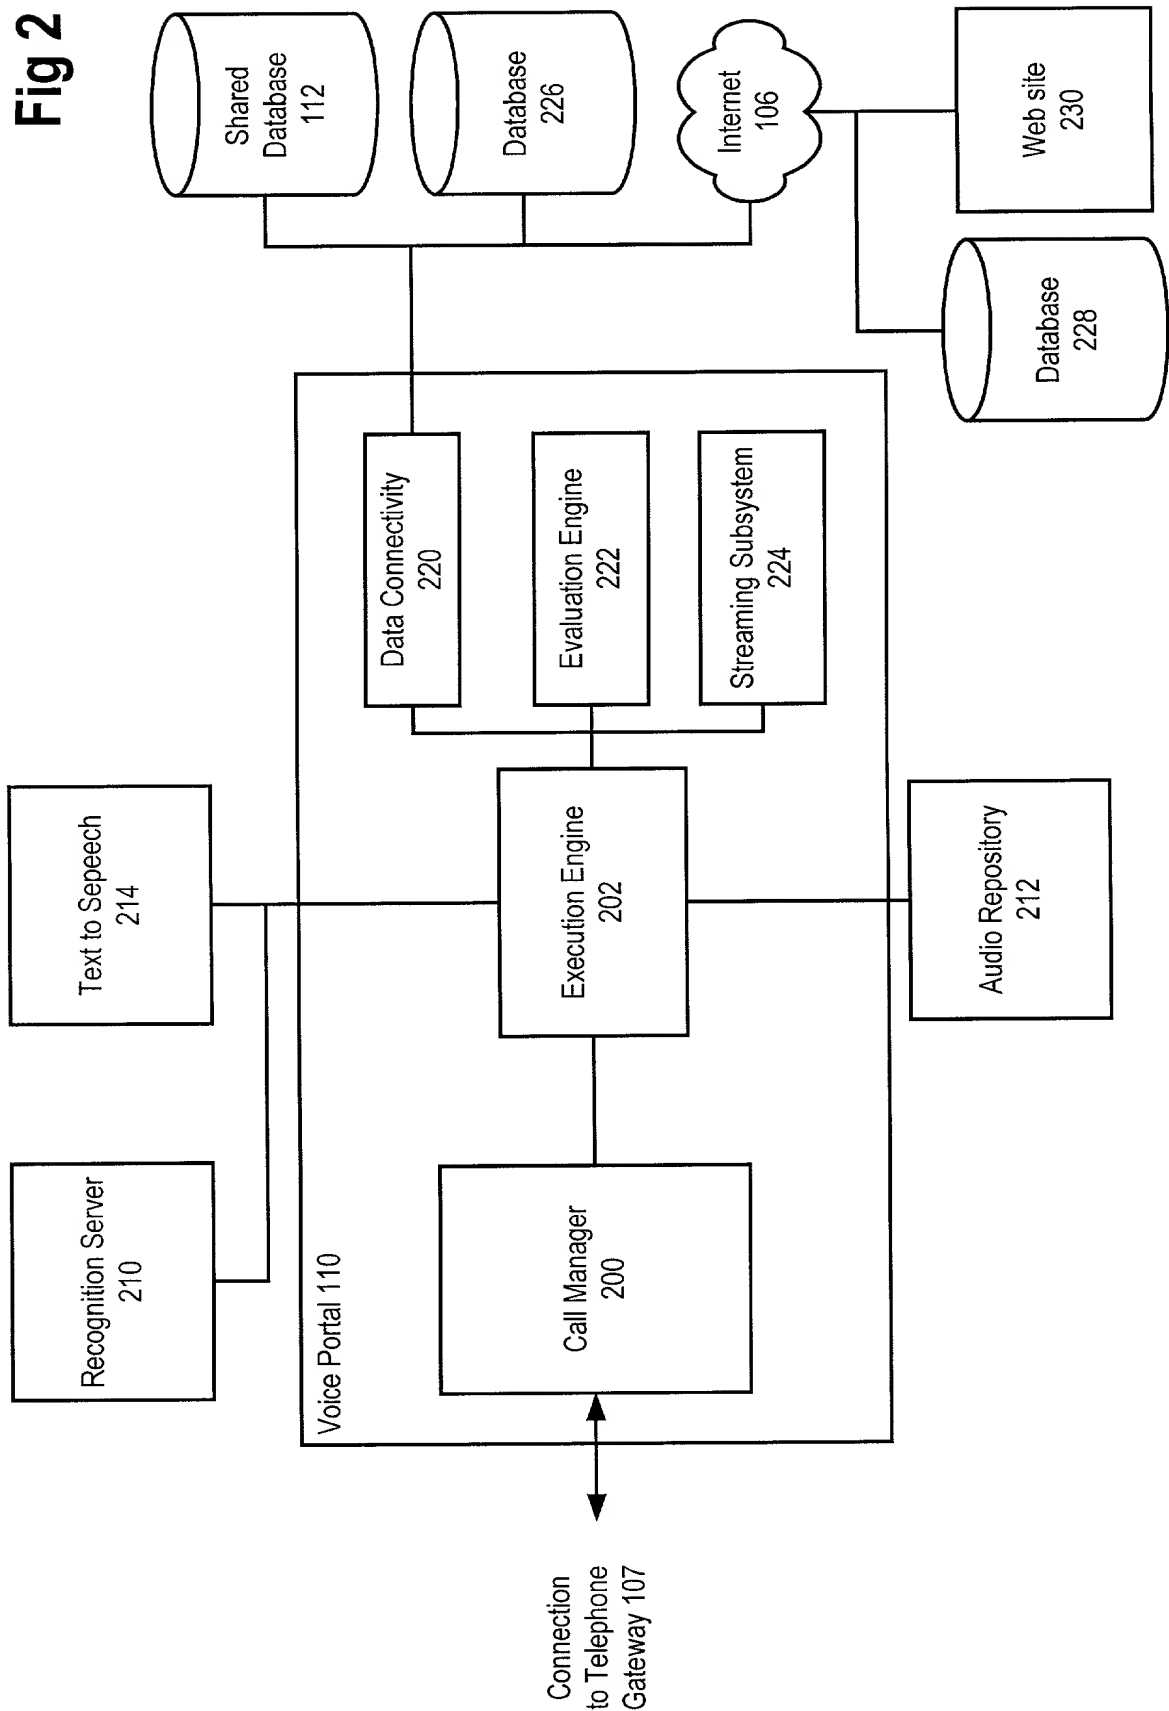 Fig 2
Recognition Server
210
Text to Sepeech
214
Shared
Database
112
Database
226
Internet
106
Web site
230
Database
228
Voice Portal 110
Data Connectivity
220
Evaluation Engine
222
Streaming Subsystem
224
Execution Engine
202
Call Manager
200
Connection
to Telephone
Gateway 107
Audio Repository
212